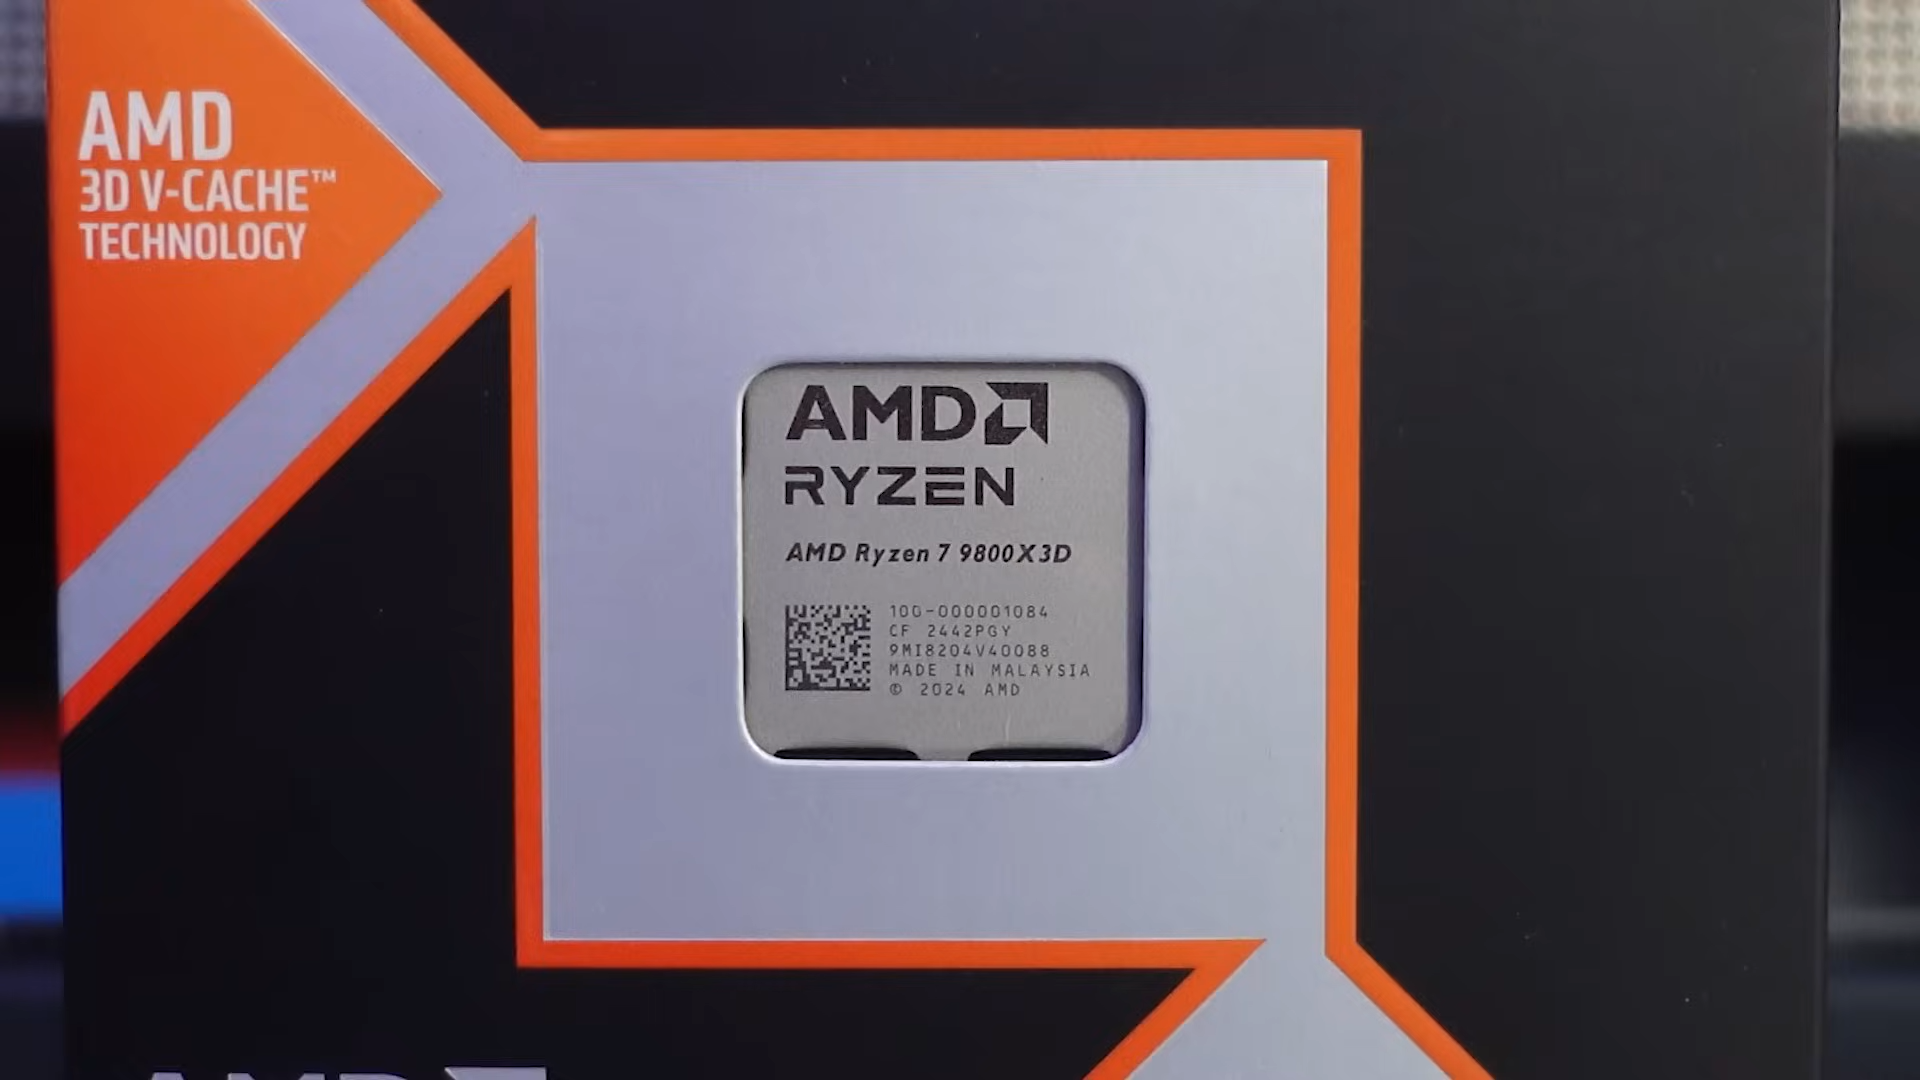 AMD
3D V-CACHE™
TECHNOLOGY
AMD
RYZEN
AMD Ryzen 7 9800X3D
100-000001084
CF 2442PGY
9MI8204V40088
MADE IN MALAYSIA
© 2024 AMD
AMD